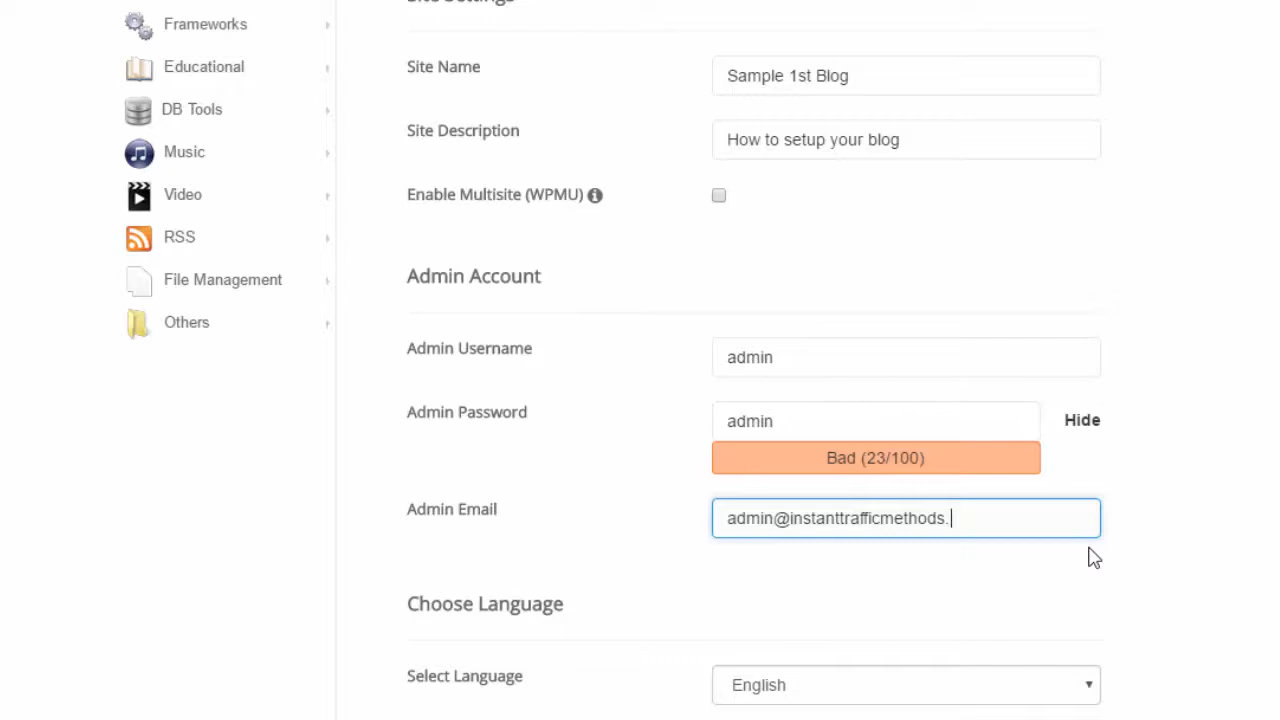 Site Settings
Frameworks
Educational
DB Tools
Music
Video
RSS
File Management
Others
Site Name
Sample 1st Blog
Site Description
How to setup your blog
Enable Multisite (WPMU)
Admin Account
Admin Username
admin
Admin Password
admin
Hide
Bad (23/100)
Admin Email
admin@instanttrafficmethods.
Choose Language
Select Language
English